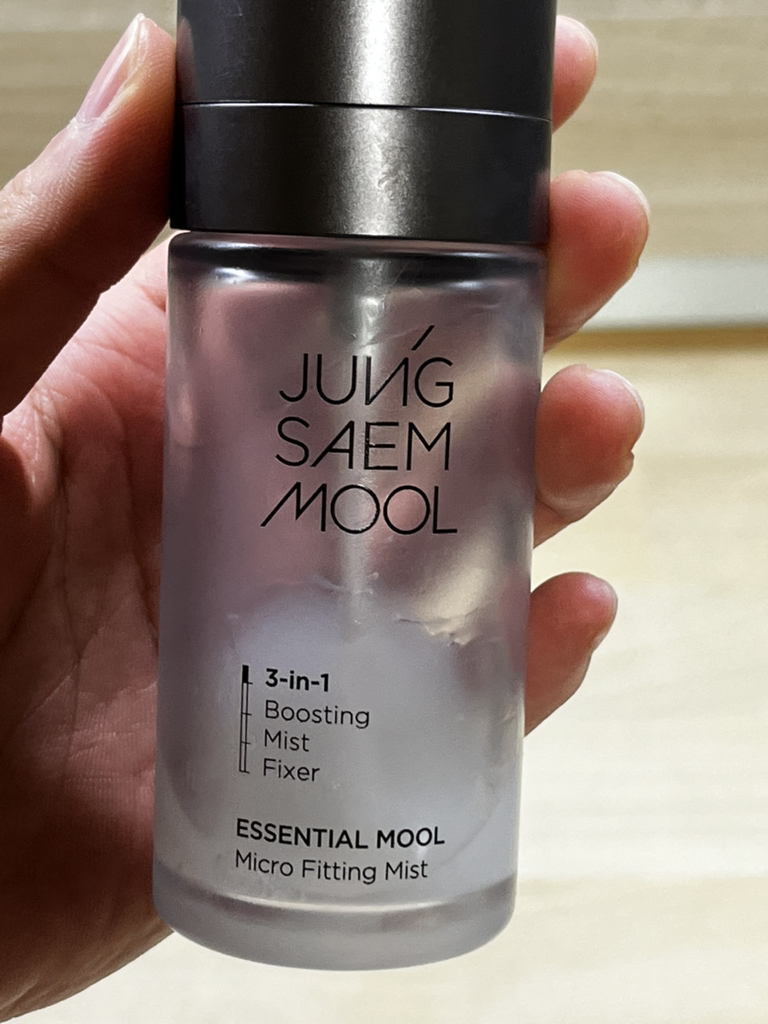 JUNG
SAEM
MOOL
3-in-1
Boosting
Mist
Fixer
ESSENTIAL MOOL
Micro Fitting Mist